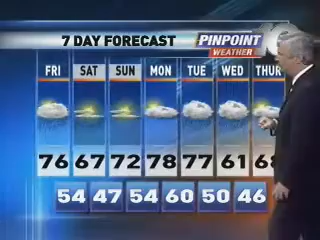 7 DAY FORECAST
PINPOINT
WEATHER
FRI SAT SUN MON TUE WED THUR
76 67 72 78 77 61 68
54 47 54 60 50 46